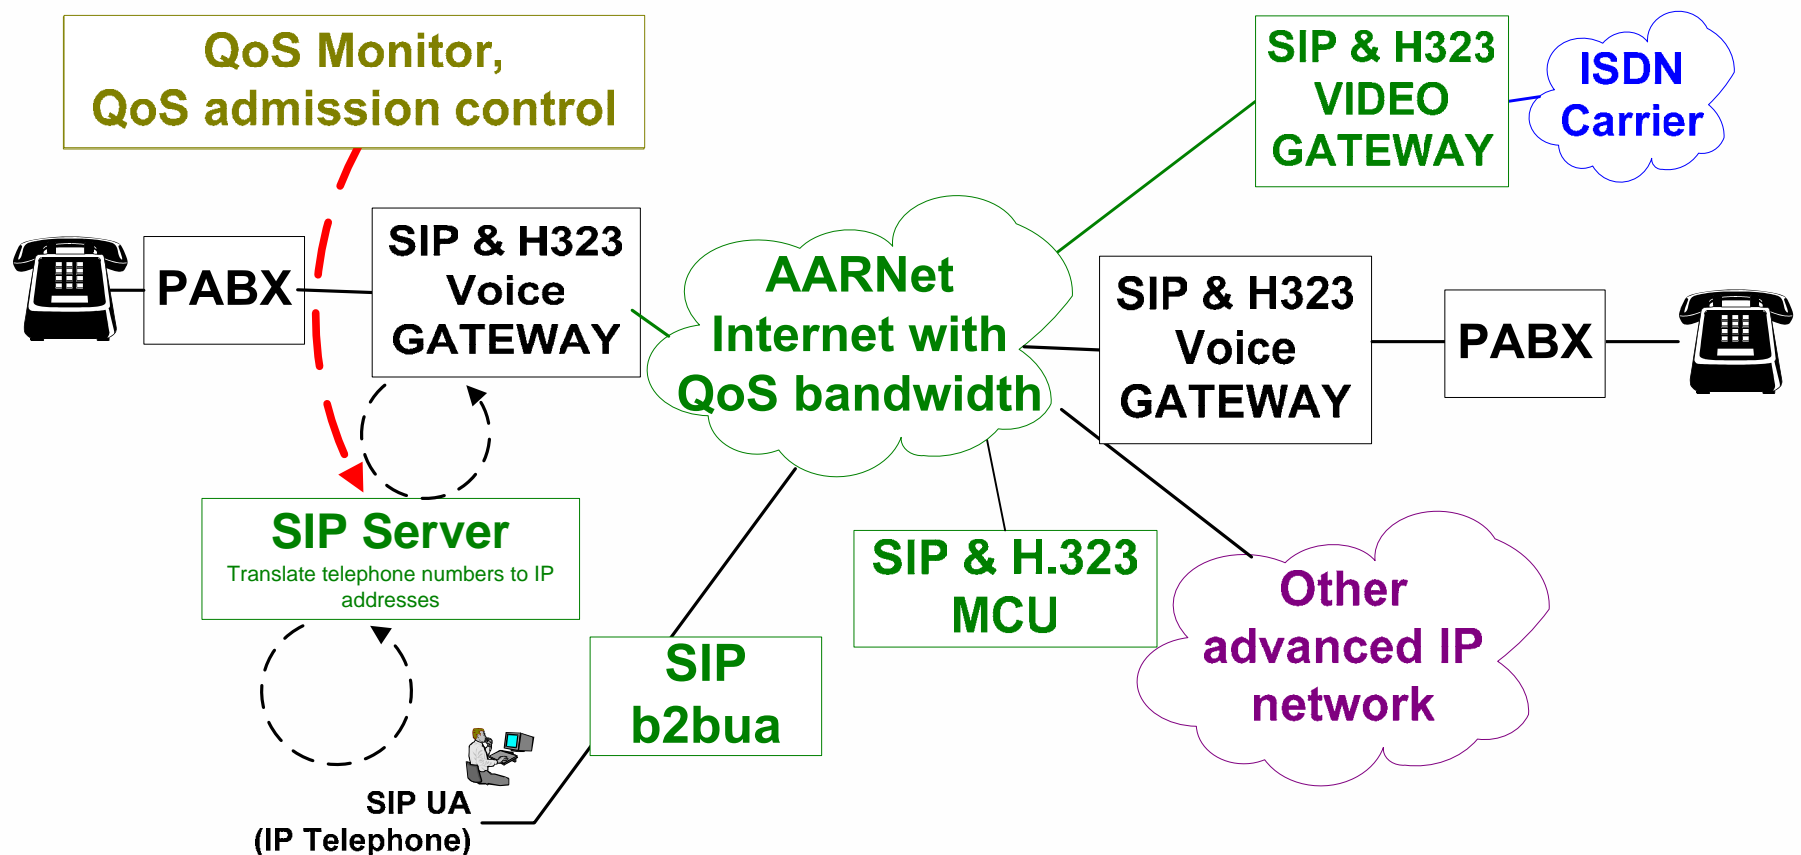 QoS Monitor,
QoS admission control
SIP & H323
VIDEO
GATEWAY
ISDN
Carrier
PABX
SIP & H323
Voice
GATEWAY
AARNet
Internet with
QoS bandwidth
SIP & H323
Voice
GATEWAY
PABX
SIP Server
Translate telephone numbers to IP
addresses
SIP & H.323
MCU
Other
advanced IP
network
SIP
b2bua
SIP UA
(IP Telephone)